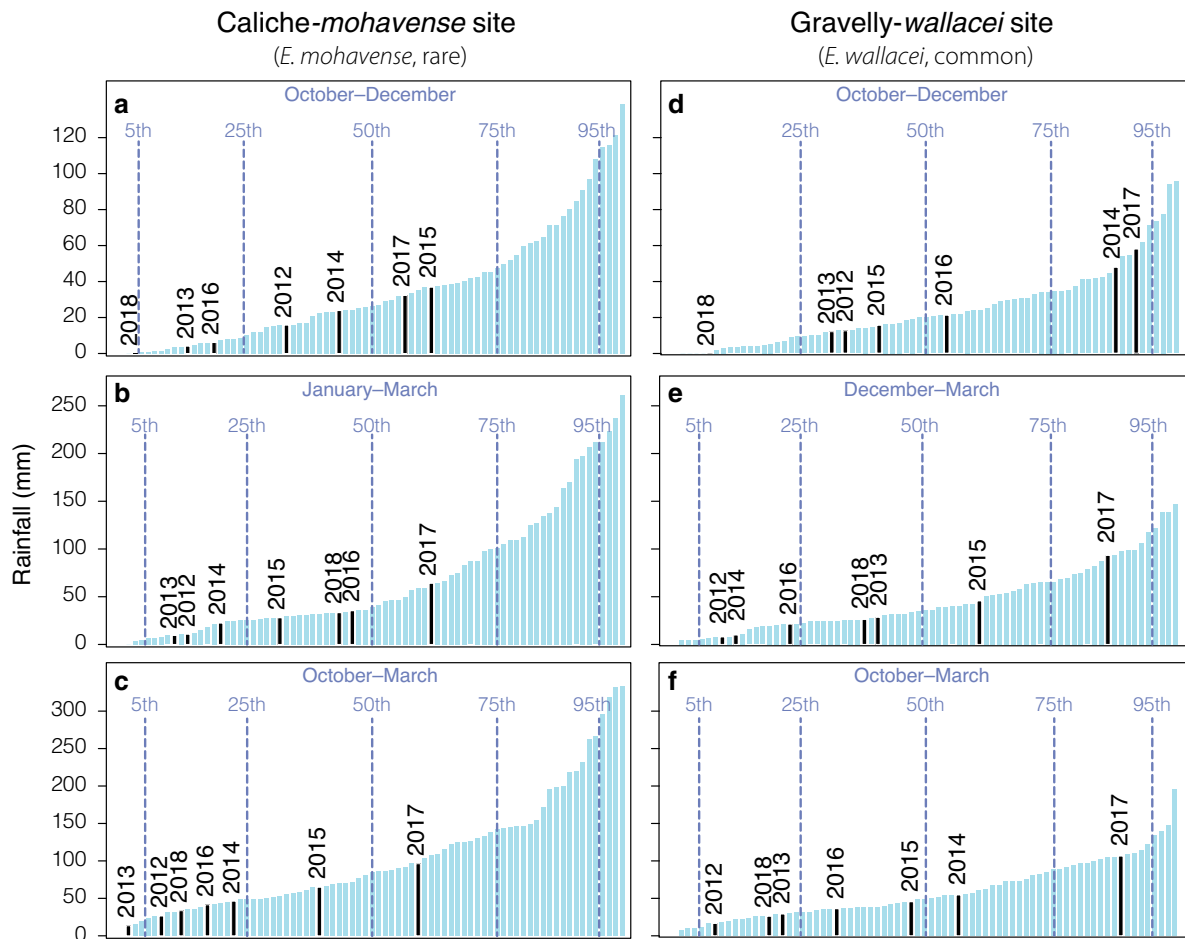 Caliche-mohavense site
(E. mohavense, rare)
Gravelly-wallacei site
(E. wallacei, common)
Rainfall (mm)
a
October–December
5th 25th 50th 75th 95th
120
100
80
60
40
20
0
2018 2013 2016 2012 2014 2017 2015
d
October–December
25th 50th 75th 95th
2018 2013 2012 2015 2016 2014 2017
b
January–March
5th 25th 50th 75th 95th
250
200
150
100
50
0
2013 2012 2014 2015 2018 2016 2017
e
December–March
5th 25th 50th 75th 95th
2012 2014 2016 2018 2013 2015 2017
c
October–March
5th 25th 50th 75th 95th
300
250
200
150
100
50
0
2013 2012 2018 2016 2014 2015 2017
f
October–March
5th 25th 50th 75th 95th
2012 2018 2013 2016 2015 2014 2017